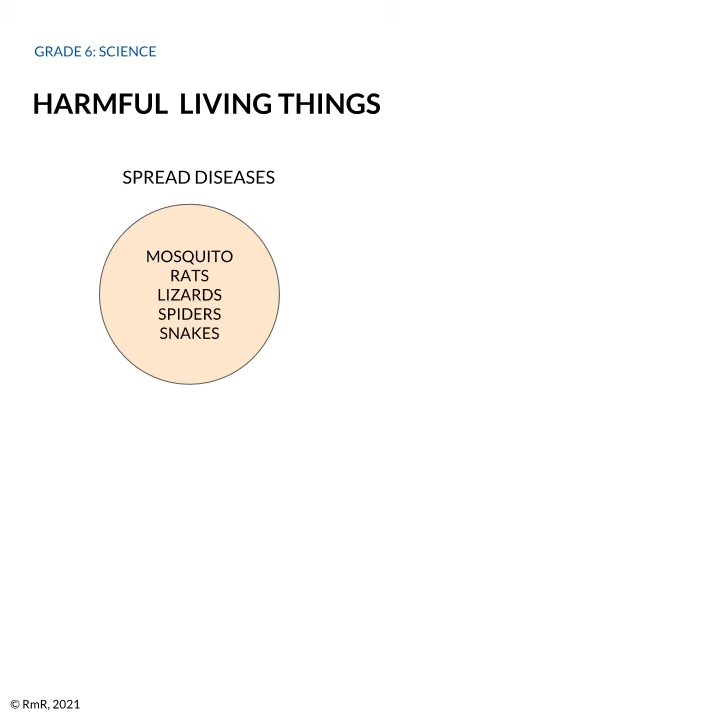 GRADE 6: SCIENCE
HARMFUL LIVING THINGS
SPREAD DISEASES
MOSQUITO
RATS
LIZARDS
SPIDERS
SNAKES
© RmR, 2021